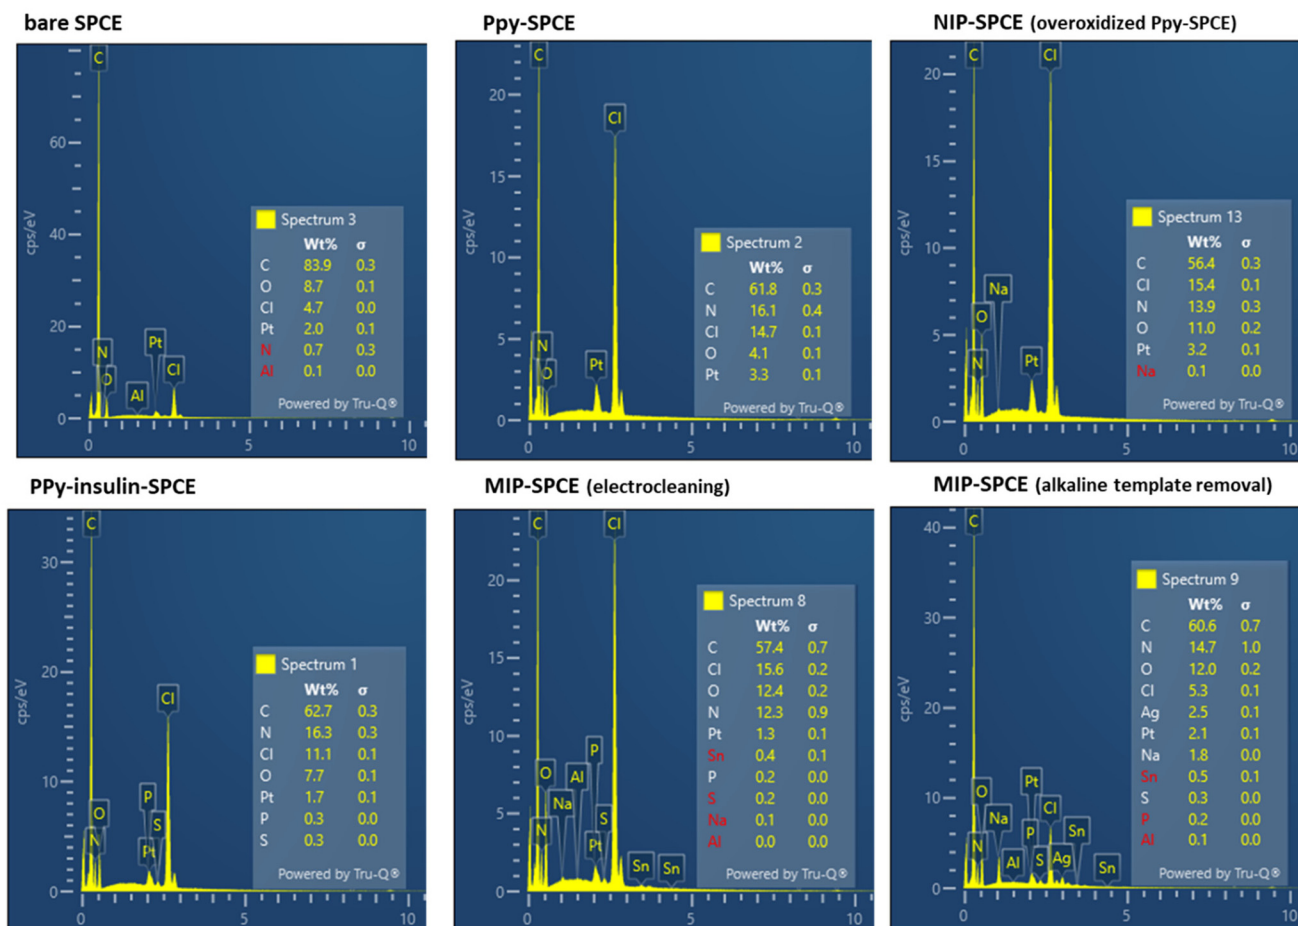 bare SPCE
C
60
40
20
0
cps/eV
N
O
Al
Pt
Cl
Spectrum 3
Wt% σ
C 83.9 0.3
O 8.7 0.1
Cl 4.7 0.0
Pt 2.0 0.1
N 0.7 0.3
Al 0.1 0.0
Powered by Tru-Q®
0 5 10
Ppy-SPCE
C
Cl
20
15
10
5
0
cps/eV
N
O
Pt
Spectrum 2
Wt% σ
C 61.8 0.3
N 16.1 0.4
Cl 14.7 0.1
O 4.1 0.1
Pt 3.3 0.1
Powered by Tru-Q®
0 5 10
NIP-SPCE (overoxidized Ppy-SPCE)
C
Cl
20
15
10
5
0
cps/eV
Na
O
N
Pt
Spectrum 13
Wt% σ
C 56.4 0.3
Cl 15.4 0.1
N 13.9 0.3
O 11.0 0.2
Pt 3.2 0.1
Na 0.1 0.0
Powered by Tru-Q®
0 5 10
PPy-insulin-SPCE
C
Cl
30
20
10
0
cps/eV
P
O
S
N
Pt
Spectrum 1
Wt% σ
C 62.7 0.3
N 16.3 0.3
Cl 11.1 0.1
O 7.7 0.1
Pt 1.7 0.1
P 0.3 0.0
S 0.3 0.0
Powered by Tru-Q®
0 5 10
MIP-SPCE (electrocleaning)
C
Cl
20
15
10
5
0
cps/eV
P
O
Al
Na
S
N
Pt
Sn
Sn
Spectrum 8
Wt% σ
C 57.4 0.7
Cl 15.6 0.2
O 12.4 0.2
N 12.3 0.9
Pt 1.3 0.1
Sn 0.4 0.1
P 0.2 0.0
S 0.2 0.0
Na 0.1 0.0
Al 0.0 0.0
Powered by Tru-Q®
0 5 10
MIP-SPCE (alkaline template removal)
C
40
30
20
10
0
cps/eV
Pt
O
Na
Cl
P
Sn
N
Al
S
Ag
Sn
Spectrum 9
Wt% σ
C 60.6 0.7
N 14.7 1.0
O 12.0 0.2
Cl 5.3 0.1
Ag 2.5 0.1
Pt 2.1 0.1
Na 1.8 0.0
Sn 0.5 0.1
S 0.3 0.0
P 0.2 0.0
Al 0.1 0.0
Powered by Tru-Q®
0 5 10